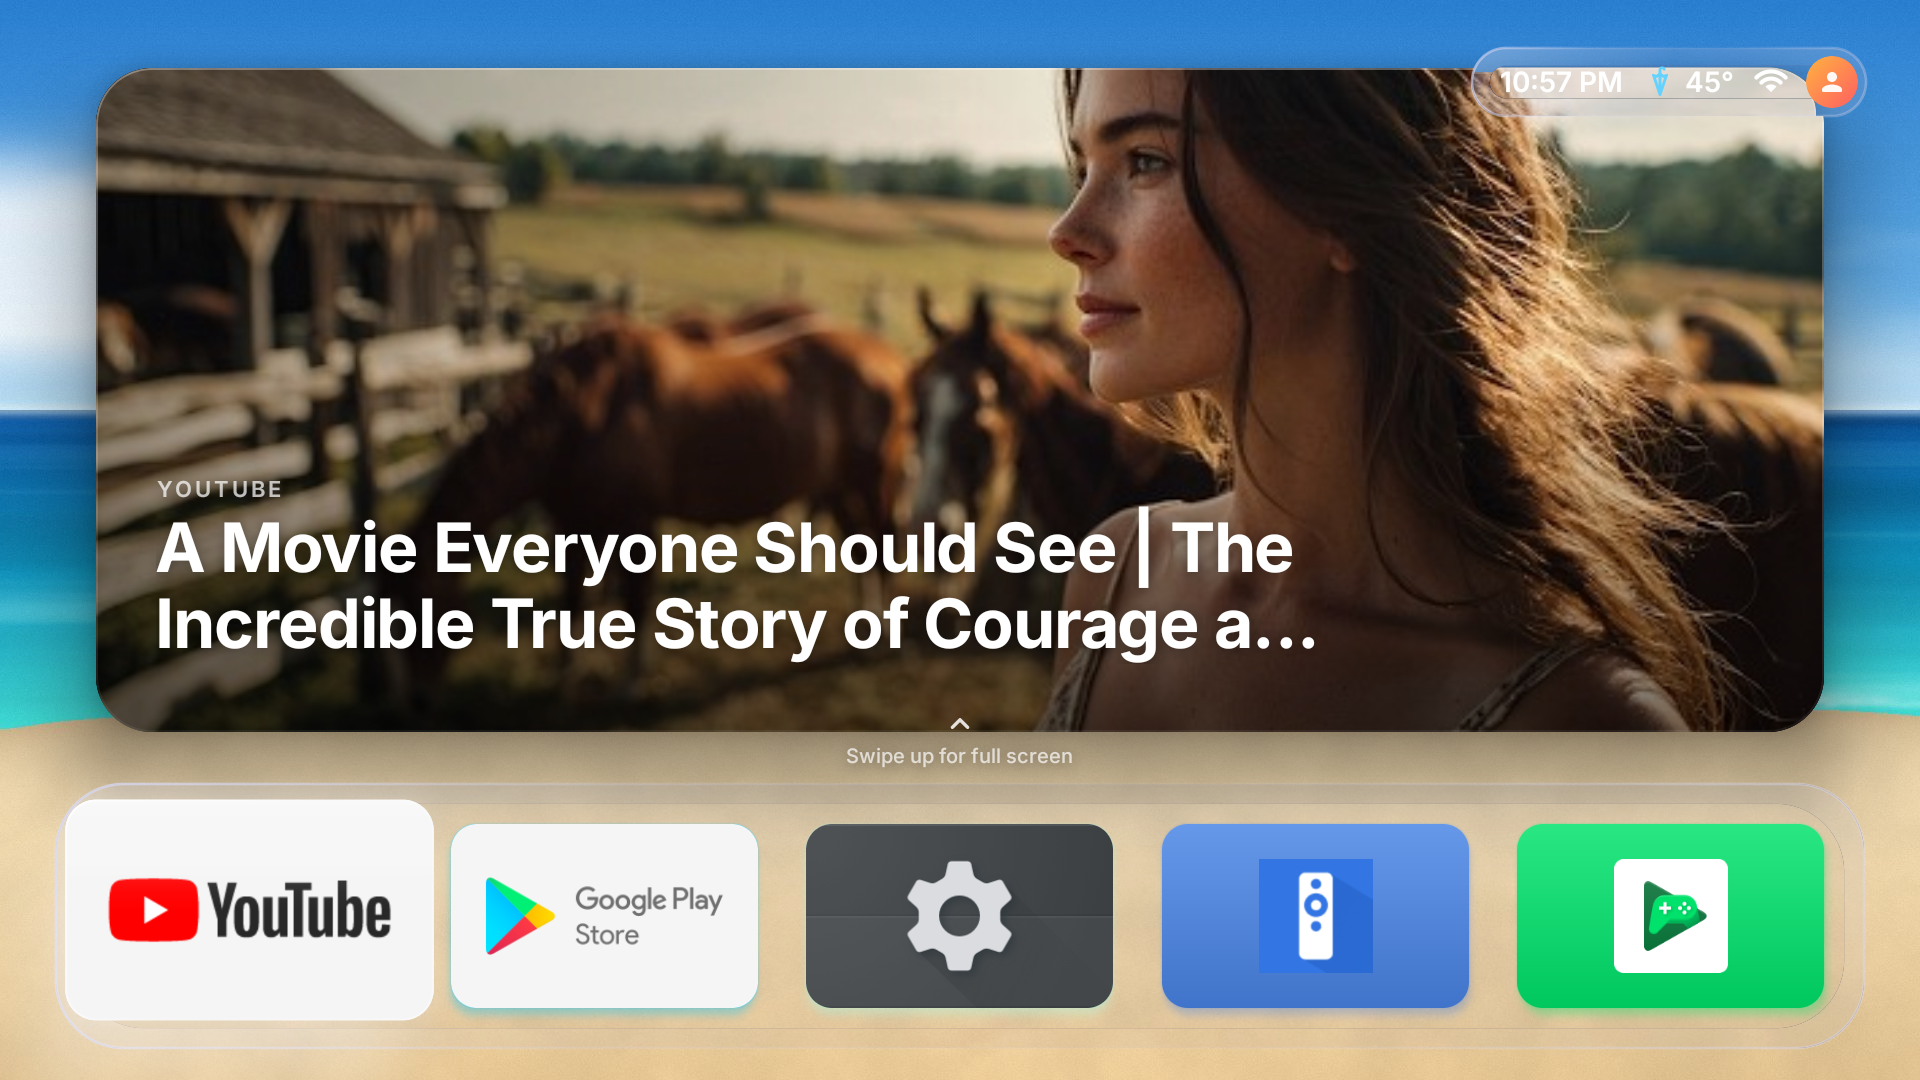 10:57 PM 45°
YOUTUBE
A Movie Everyone Should See | The
Incredible True Story of Courage a...
Swipe up for full screen
YouTube
Google Play
Store